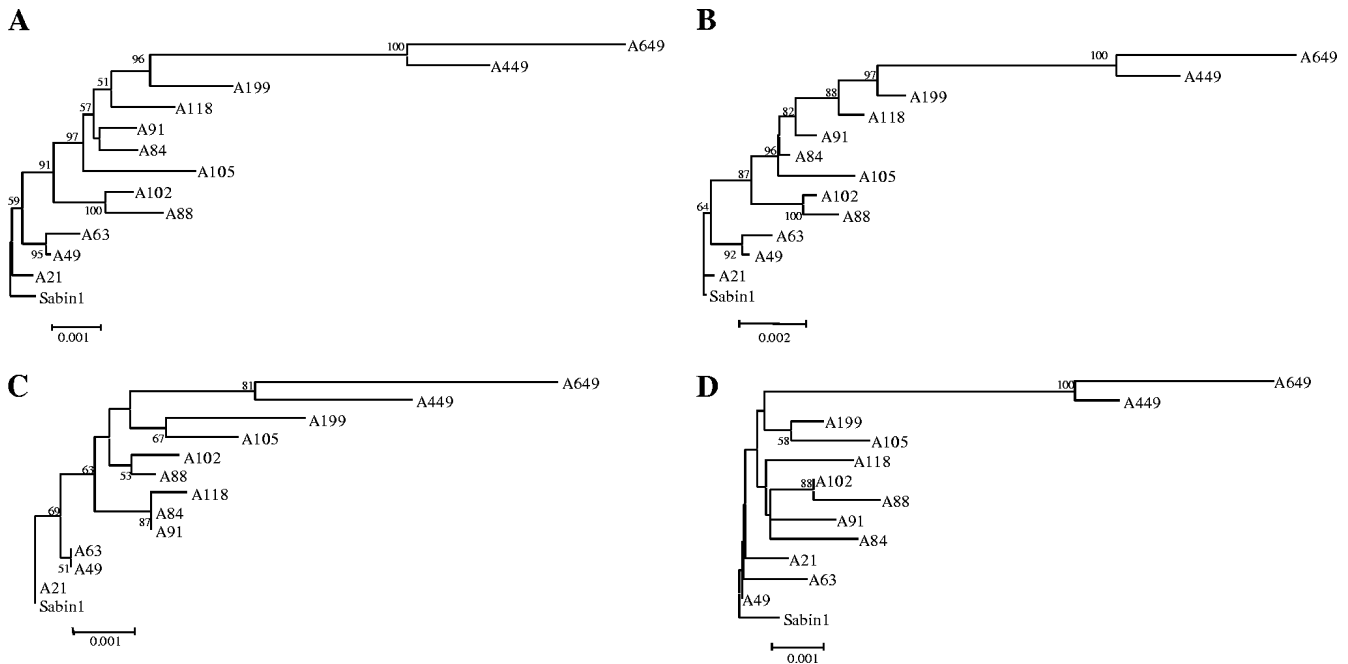 A
100
A649
A449
96
A199
51
A118
57
A91
A84
97
A105
91
A102
100
A88
59
A63
95
A49
A21
Sabin1
0.001
B
100
A649
A449
97
A199
88
A118
82
A91
A84
96
A105
87
A102
100
A88
64
A63
92
A49
A21
Sabin1
0.002
C
81
A649
A449
A199
67
A105
A102
53
A88
63
A118
A84
87
A91
69
A63
51
A49
A21
Sabin1
0.001
D
100
A649
A449
A199
58
A105
A118
88
A102
A88
A91
A84
A21
A63
A49
Sabin1
0.001